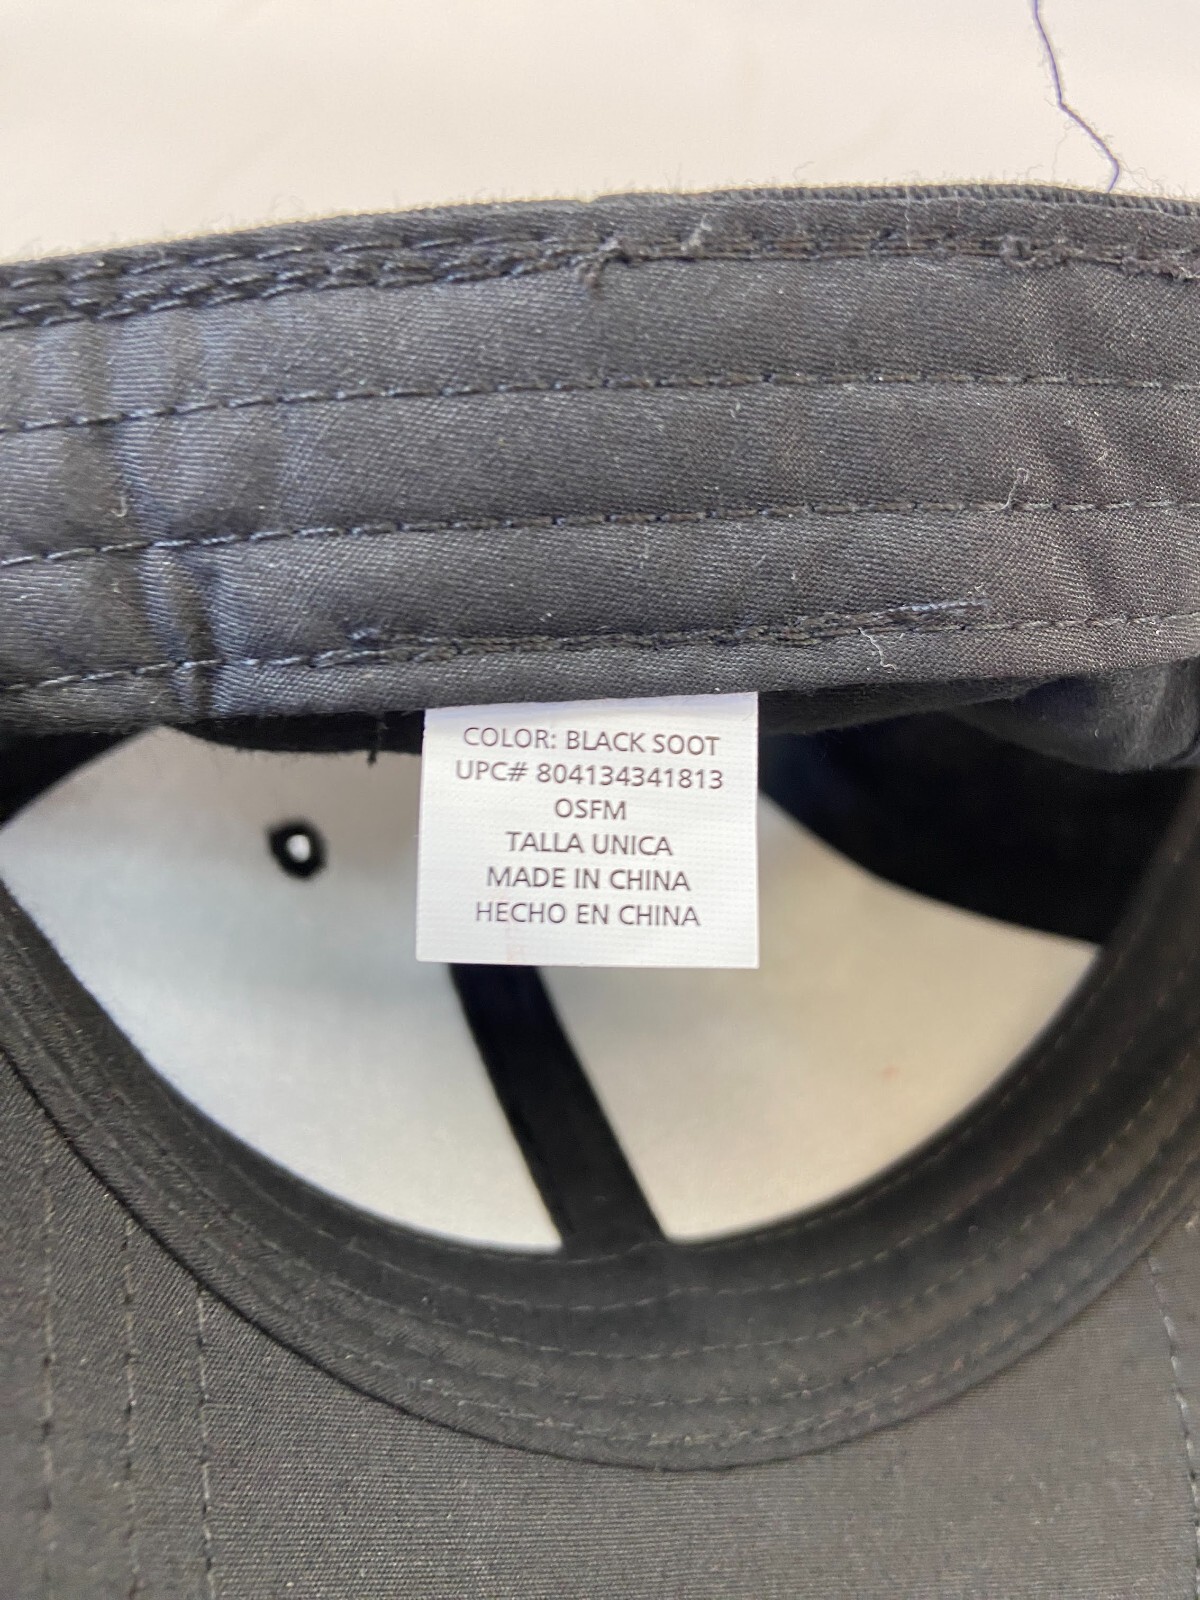 COLOR: BLACK SOOT
UPC# 804134341813
OSFM
TALLA UNICA
MADE IN CHINA
HECHO EN CHINA